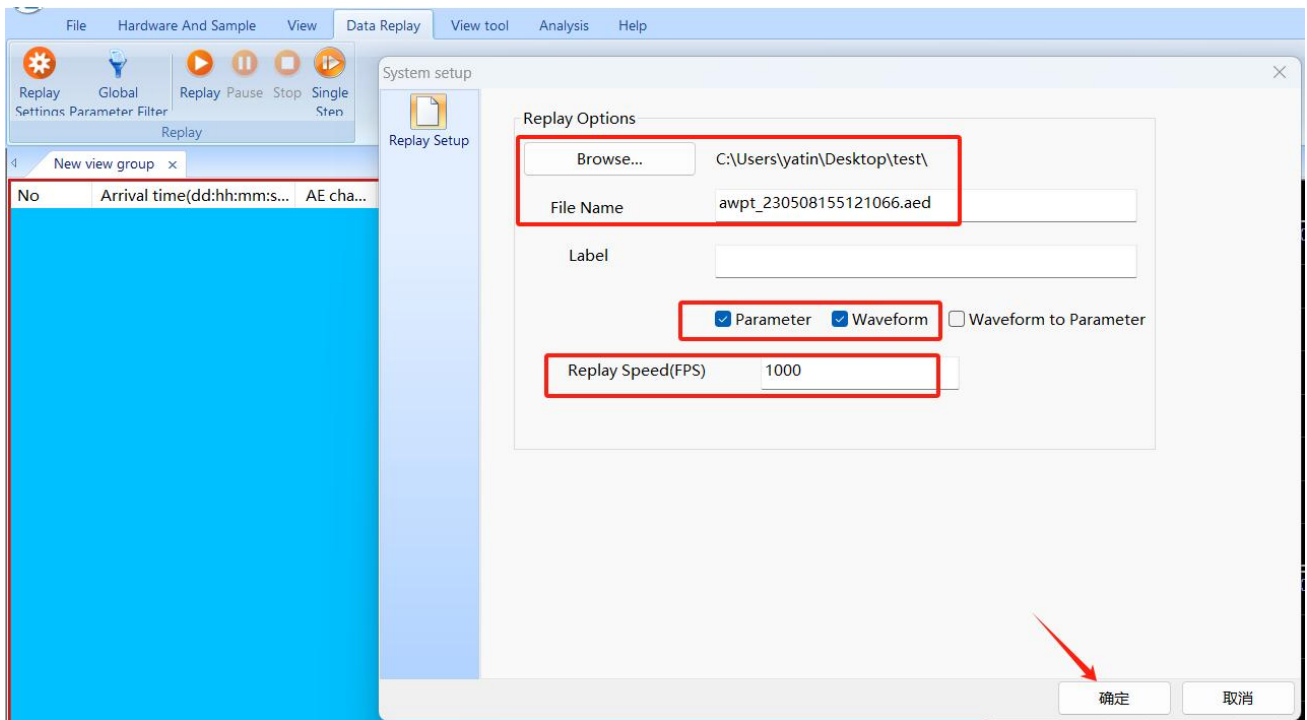 File Hardware And Sample View Data Replay View tool Analysis Help
Replay Settings
Global Parameter Filter
Replay Pause Stop Single Step
Replay
New view group ×
No Arrival time(dd:hh:mm:s... AE cha...
System setup
Replay Setup
Replay Options
Browse... C:\Users\yatin\Desktop\test\
File Name awpt_230508155121066.aed
Label
Parameter Waveform Waveform to Parameter
Replay Speed(FPS) 1000
确定 取消